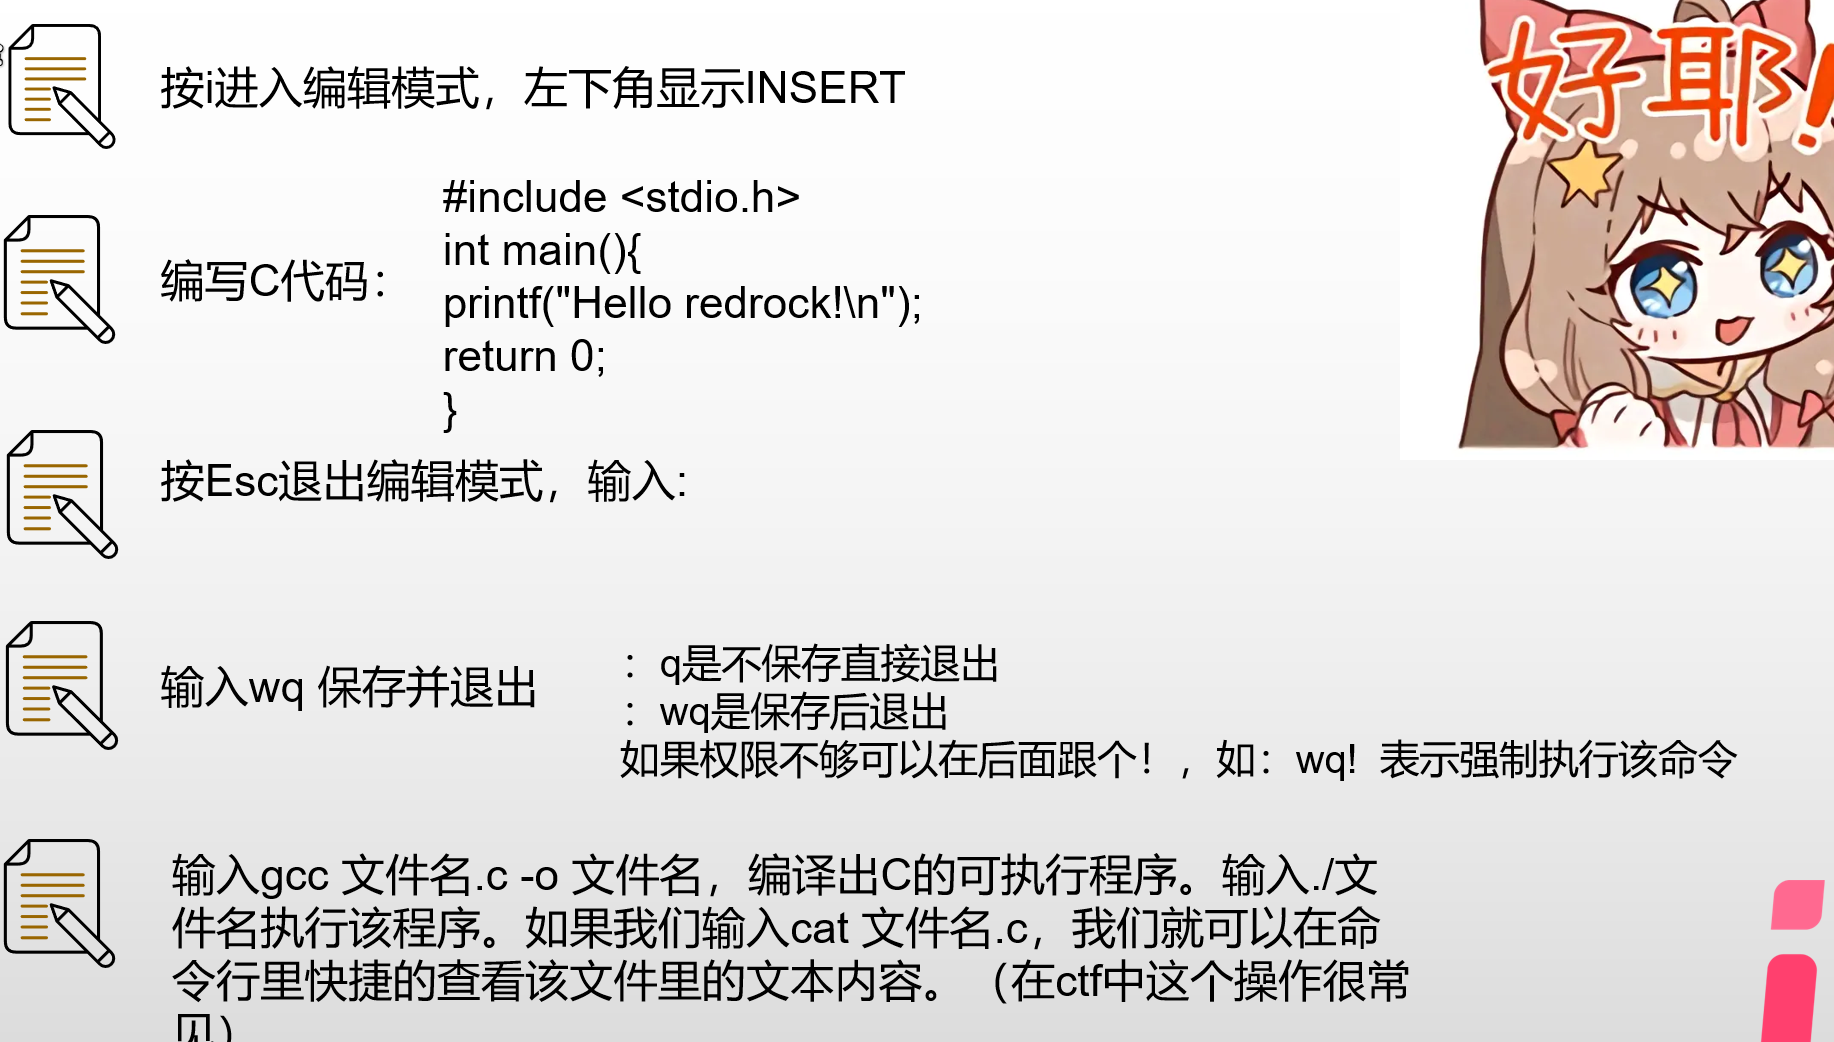 好耶!
按i进入编辑模式，左下角显示INSERT
编写C代码：
#include <stdio.h>
int main(){
printf("Hello redrock!\n");
return 0;
}
按Esc退出编辑模式，输入:
输入wq 保存并退出
：q是不保存直接退出
：wq是保存后退出
如果权限不够可以在后面跟个！，如：wq! 表示强制执行该命令
输入gcc 文件名.c -o 文件名，编译出C的可执行程序。输入./文
件名执行该程序。如果我们输入cat 文件名.c，我们就可以在命
令行里快捷的查看该文件里的文本内容。（在ctf中这个操作很常
见）